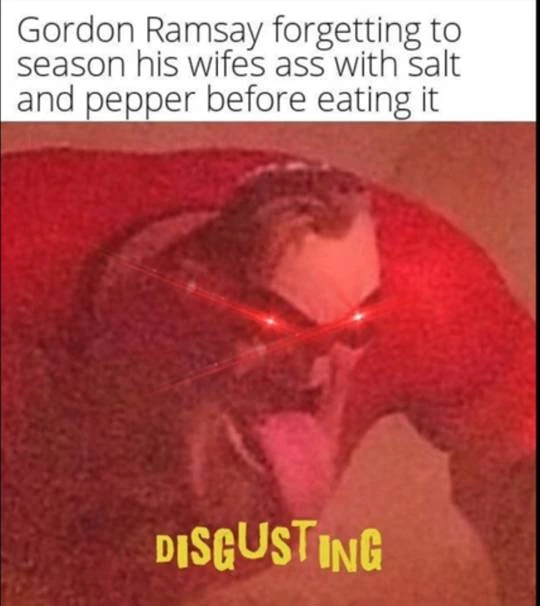 Gordon Ramsay forgetting to
season his wifes ass with salt
and pepper before eating it
DISGUSTING